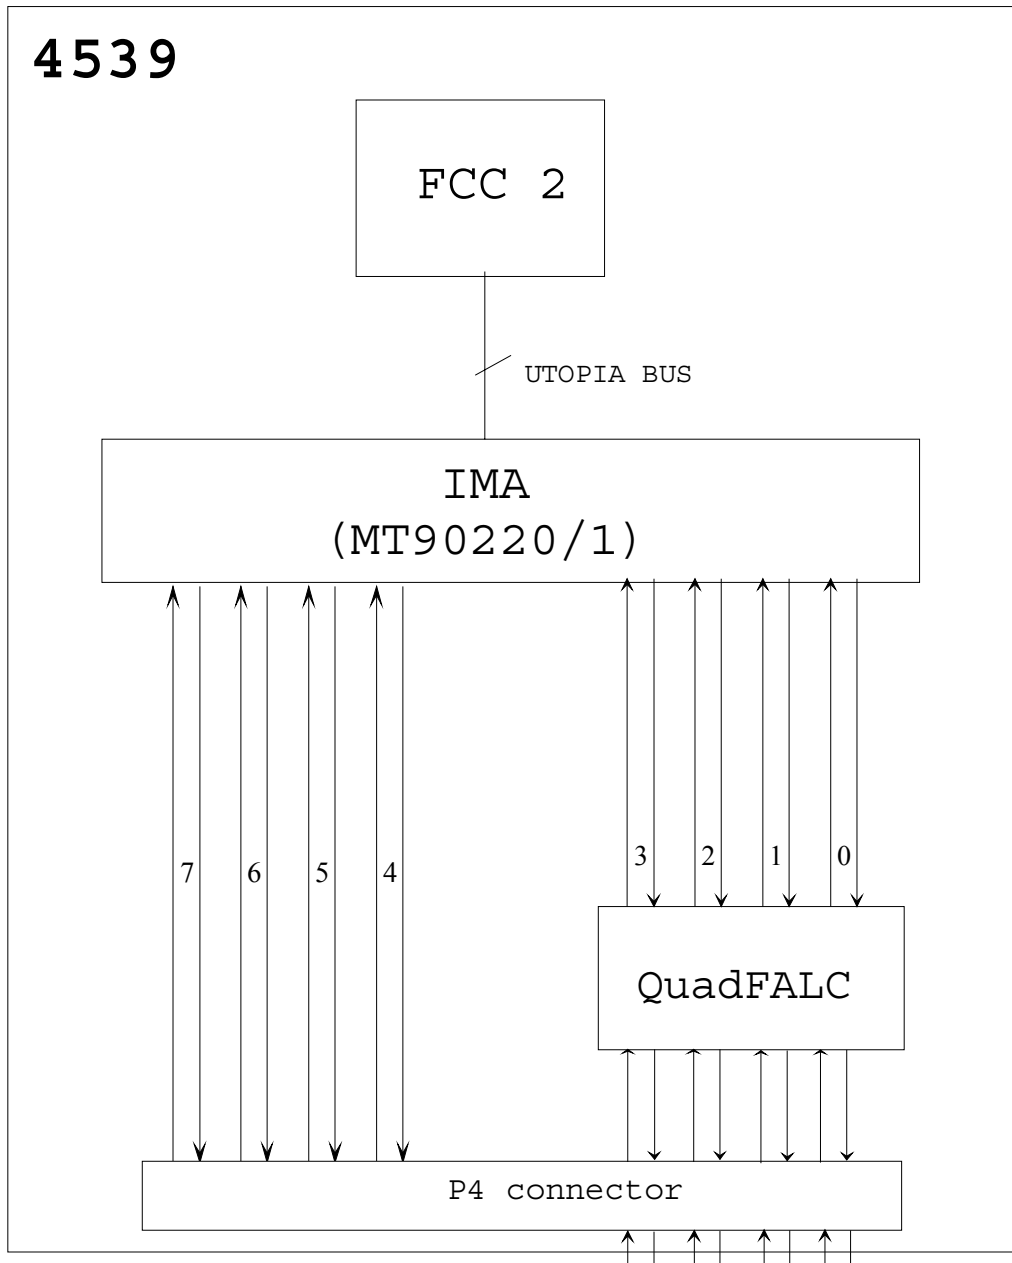 4539
FCC 2
UTOPIA BUS
IMA
(MT90220/1)
3 2 1 0
7 6 5 4
QuadFALC
P4 connector